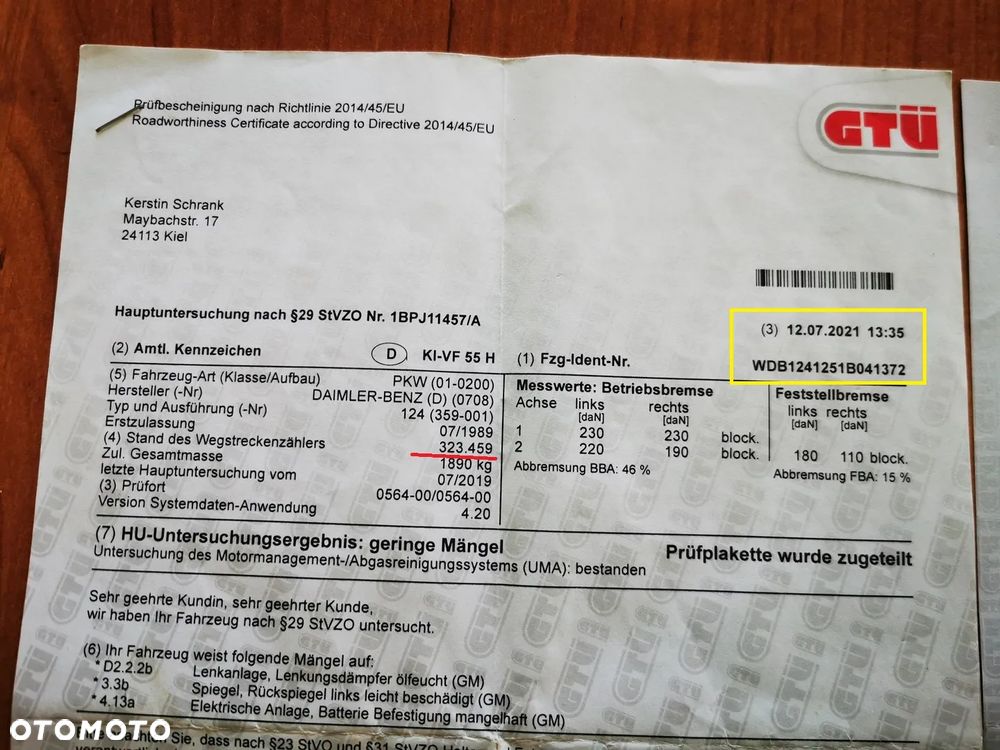 Prüfbescheinigung nach Richtlinie 2014/45/EU
Roadworthiness Certificate according to Directive 2014/45/EU
GTÜ
Kerstin Schrank
Maybachstr. 17
24113 Kiel
Hauptuntersuchung nach §29 StVZO Nr. 1BPJ11457/A
(3) 12.07.2021 13:35
(2) Amtl. Kennzeichen D KI-VF 55 H
(1) Fzg-Ident-Nr. WDB1241251B041372
(5) Fahrzeug-Art (Klasse/Aufbau) PKW (01-0200)
Hersteller (-Nr) DAIMLER-BENZ (D) (0708)
Typ und Ausführung (-Nr) 124 (359-001)
Erstzulassung 07/1989
(4) Stand des Wegstreckenzählers 323.459
Zul. Gesamtmasse 1890 kg
letzte Hauptuntersuchung vom 07/2019
(3) Prüfort 0564-00/0564-00
Version Systemdaten-Anwendung 4.20
Messwerte: Betriebsbremse Feststellbremse
Achse links rechts links rechts
[daN] [daN] [daN] [daN]
1 230 230 block.
2 220 190 block. 180 110 block.
Abbremsung BBA: 46 % Abbremsung FBA: 15 %
(7) HU-Untersuchungsergebnis: geringe Mängel Prüfplakette wurde zugeteilt
Untersuchung des Motormanagement-/Abgasreinigungssystems (UMA): bestanden
Sehr geehrte Kundin, sehr geehrter Kunde,
wir haben Ihr Fahrzeug nach §29 StVZO untersucht.
(6) Ihr Fahrzeug weist folgende Mängel auf:
* D2.2.2b Lenkanlage, Lenkungsdämpfer ölfeucht (GM)
* 3.3b Spiegel, Rückspiegel links leicht beschädigt (GM)
* 4.13a Elektrische Anlage, Batterie Befestigung mangelhaft (GM)
Sie, dass nach §23 StVO und §31 StVZO
OTOMOTO